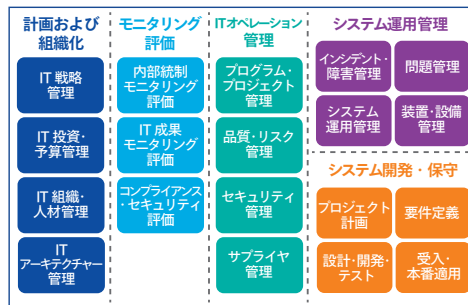 計画および
組織化
IT 戦略
管理
IT 投資・
予算管理
IT 組織・
人材管理
IT
アーキテクチャー
管理
モニタリング
評価
内部統制
モニタリング
評価
IT 成果
モニタリング
評価
コンプライアンス
・セキュリティ
評価
ITオペレーション
管理
プログラム・
プロジェクト
管理
品質・リスク
管理
セキュリティ
管理
サプライヤ
管理
システム運用管理
インシデント・
障害管理
問題管理
システム
運用管理
装置・設備
管理
システム開発・保守
プロジェクト
計画
要件定義
設計・開発・
テスト
受入・
本番適用